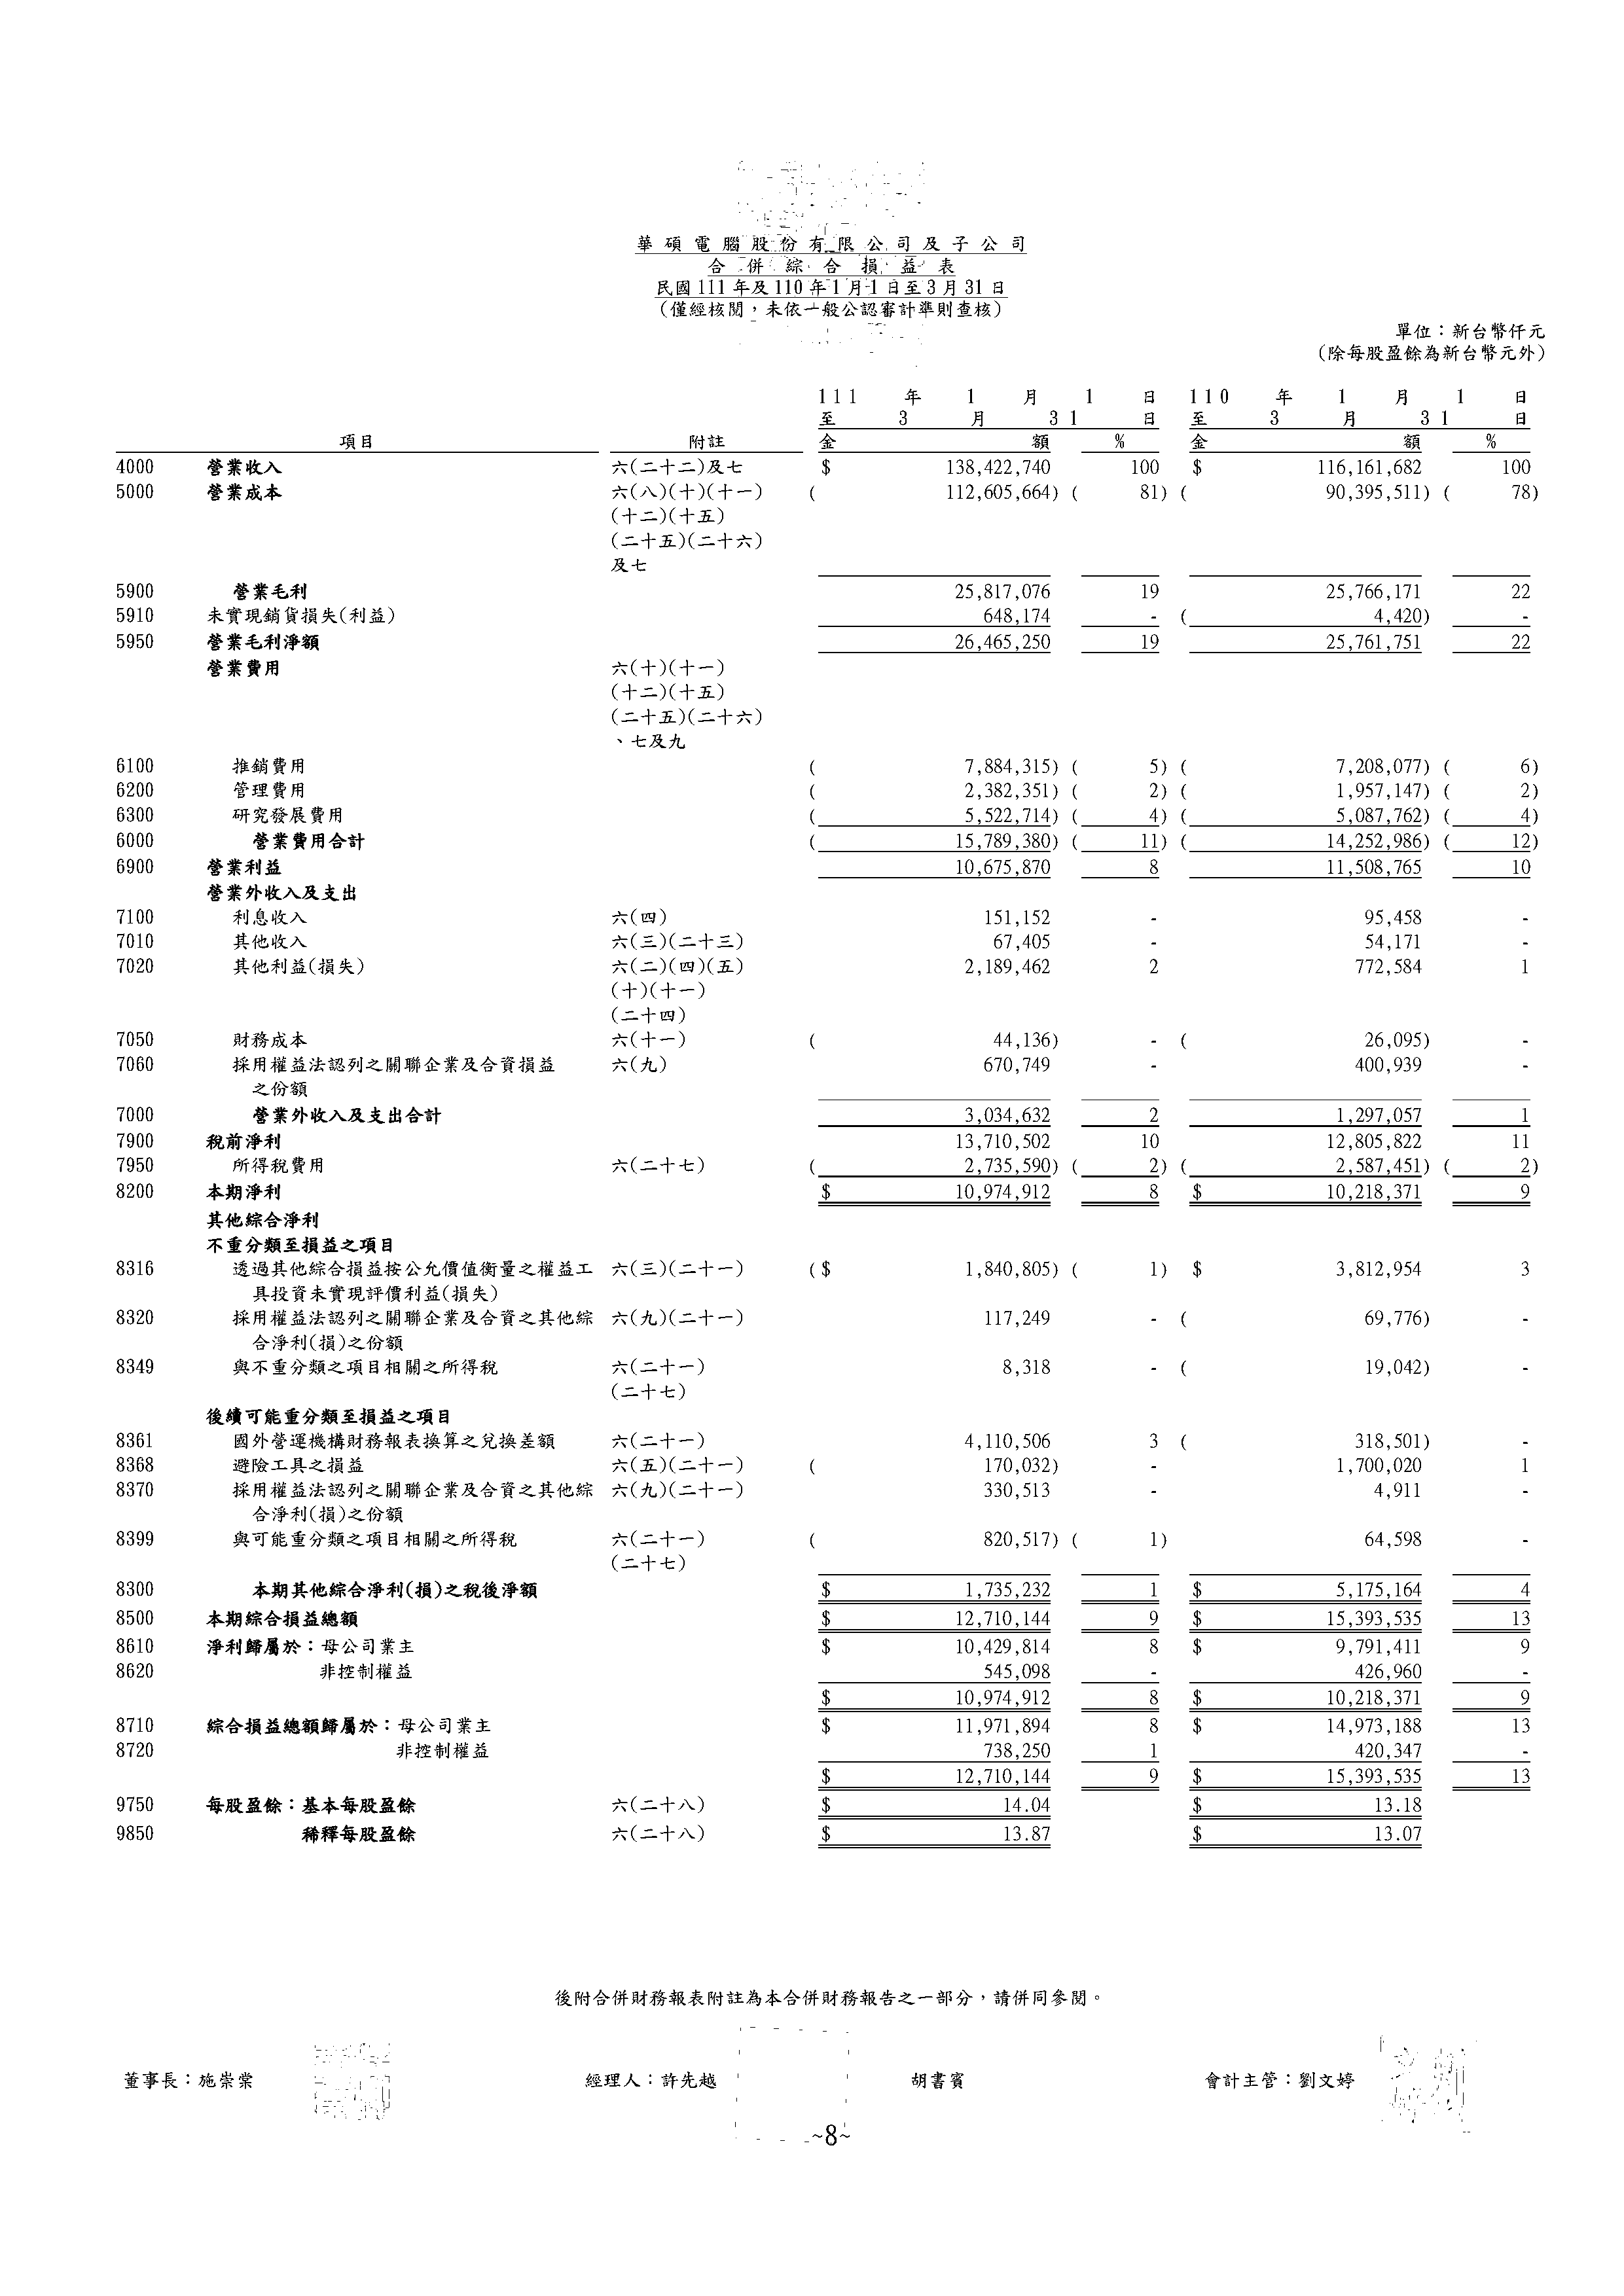 華碩電腦股份有限公司及子公司
合併綜合損益表
民國111年及110年1月1日至3月31日
(僅經核閱，未依一般公認審計準則查核)
單位：新台幣仟元
(除每股盈餘為新台幣元外)
111 年 1 月 1 日 110 年 1 月 1 日
至 3 月 31 日 至 3 月 31 日
項目 附註 金 額 % 金 額 %
4000 營業收入 六(二十二)及七 $ 138,422,740 100 $ 116,161,682 100
5000 營業成本 六(八)(十)(十一) ( 112,605,664) ( 81) ( 90,395,511) ( 78)
(十二)(十五)
(二十五)(二十六)
及七
5900 營業毛利 25,817,076 19 25,766,171 22
5910 未實現銷貨損失(利益) 648,174 - ( 4,420) -
5950 營業毛利淨額 26,465,250 19 25,761,751 22
營業費用 六(十)(十一)
(十二)(十五)
(二十五)(二十六)
、七及九
6100 推銷費用 ( 7,884,315) ( 5) ( 7,208,077) ( 6)
6200 管理費用 ( 2,382,351) ( 2) ( 1,957,147) ( 2)
6300 研究發展費用 ( 5,522,714) ( 4) ( 5,087,762) ( 4)
6000 營業費用合計 ( 15,789,380) ( 11) ( 14,252,986) ( 12)
6900 營業利益 10,675,870 8 11,508,765 10
營業外收入及支出
7100 利息收入 六(四) 151,152 - 95,458 -
7010 其他收入 六(三)(二十三) 67,405 - 54,171 -
7020 其他利益(損失) 六(二)(四)(五) 2,189,462 2 772,584 1
(十)(十一)
(二十四)
7050 財務成本 六(十一) ( 44,136) - ( 26,095) -
7060 採用權益法認列之關聯企業及合資損益 六(九) 670,749 - 400,939 -
之份額
7000 營業外收入及支出合計 3,034,632 2 1,297,057 1
7900 稅前淨利 13,710,502 10 12,805,822 11
7950 所得稅費用 六(二十七) ( 2,735,590) ( 2) ( 2,587,451) ( 2)
8200 本期淨利 $ 10,974,912 8 $ 10,218,371 9
其他綜合淨利
不重分類至損益之項目
8316 透過其他綜合損益按公允價值衡量之權益工 六(三)(二十一) ($ 1,840,805) ( 1) $ 3,812,954 3
具投資未實現評價利益(損失)
8320 採用權益法認列之關聯企業及合資之其他綜 六(九)(二十一) 117,249 - ( 69,776) -
合淨利(損)之份額
8349 與不重分類之項目相關之所得稅 六(二十一) 8,318 - ( 19,042) -
(二十七)
後續可能重分類至損益之項目
8361 國外營運機構財務報表換算之兌換差額 六(二十一) 4,110,506 3 ( 318,501) -
8368 避險工具之損益 六(五)(二十一) ( 170,032) - 1,700,020 1
8370 採用權益法認列之關聯企業及合資之其他綜 六(九)(二十一) 330,513 - 4,911 -
合淨利(損)之份額
8399 與可能重分類之項目相關之所得稅 六(二十一) ( 820,517) ( 1) 64,598 -
(二十七)
8300 本期其他綜合淨利(損)之稅後淨額 $ 1,735,232 1 $ 5,175,164 4
8500 本期綜合損益總額 $ 12,710,144 9 $ 15,393,535 13
8610 淨利歸屬於：母公司業主 $ 10,429,814 8 $ 9,791,411 9
8620 非控制權益 545,098 - 426,960 -
$ 10,974,912 8 $ 10,218,371 9
8710 綜合損益總額歸屬於：母公司業主 $ 11,971,894 8 $ 14,973,188 13
8720 非控制權益 738,250 1 420,347 -
$ 12,710,144 9 $ 15,393,535 13
9750 每股盈餘：基本每股盈餘 六(二十八) $ 14.04 $ 13.18
9850 稀釋每股盈餘 六(二十八) $ 13.87 $ 13.07
後附合併財務報表附註為本合併財務報告之一部分，請併同參閱。
董事長：施崇棠 經理人：許先越 胡書賓 會計主管：劉文婷
~8~